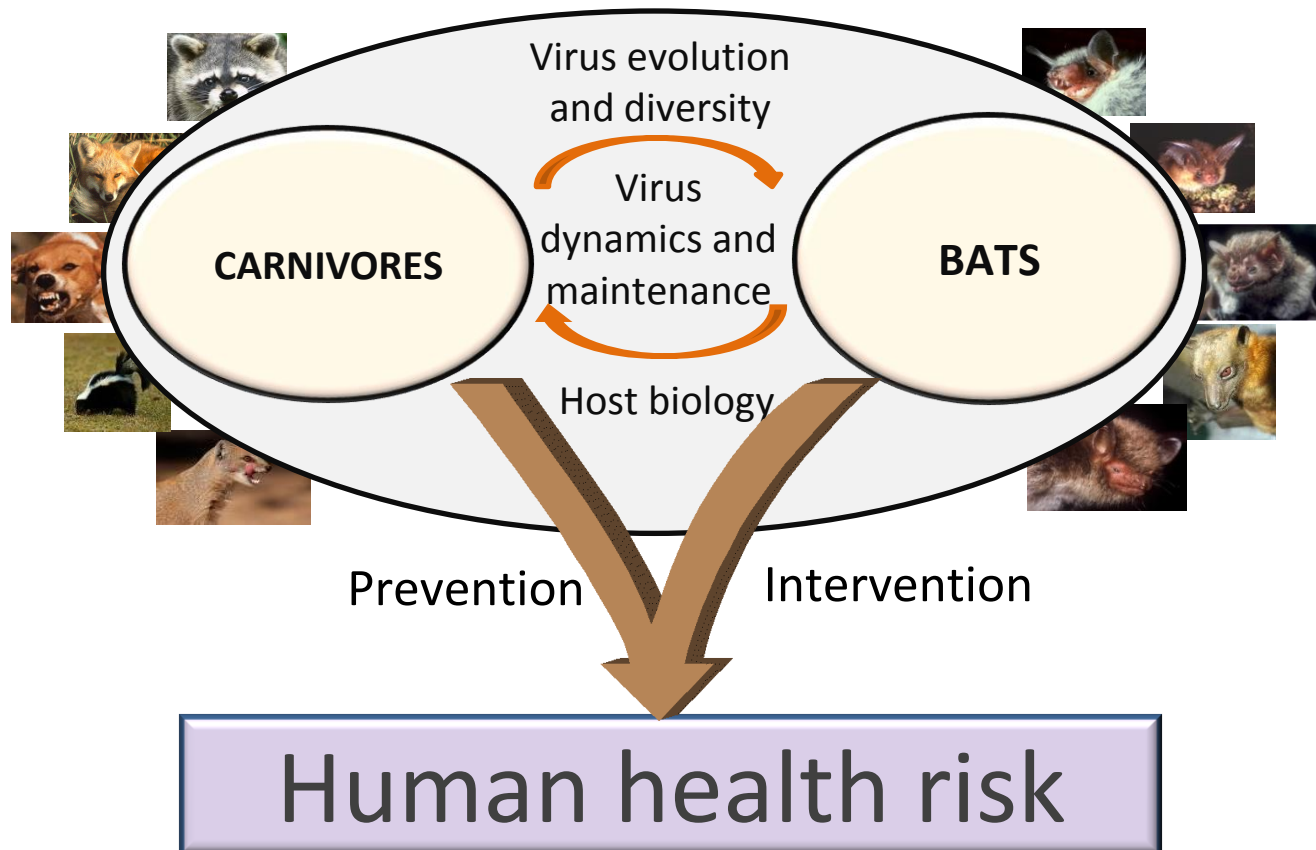 Virus evolution
and diversity
Virus
dynamics and
maintenance
CARNIVORES
BATS
Host biology
Prevention
Intervention
Human health risk